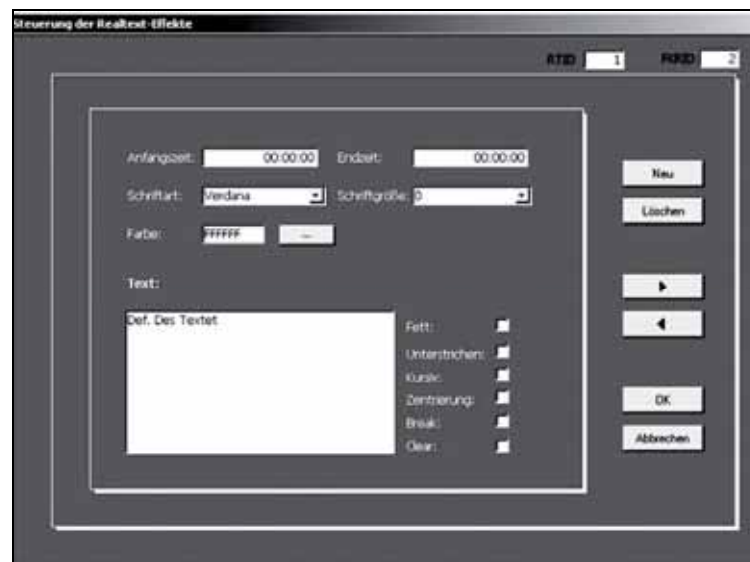 Steuerung der Realtext-Effekte
RTID 1 2
Anfangszeit: 00:00:00 Endzeit: 00:00:00
Neu
Schriftart: Verdana Schriftgröße: 0
Löschen
Farbe: FFFFFF ...
Text:
Def. Des Textet
Fett:
Unterstrichen:
Kursiv:
Zentrierung:
OK
Break:
Abbrechen
Clear: